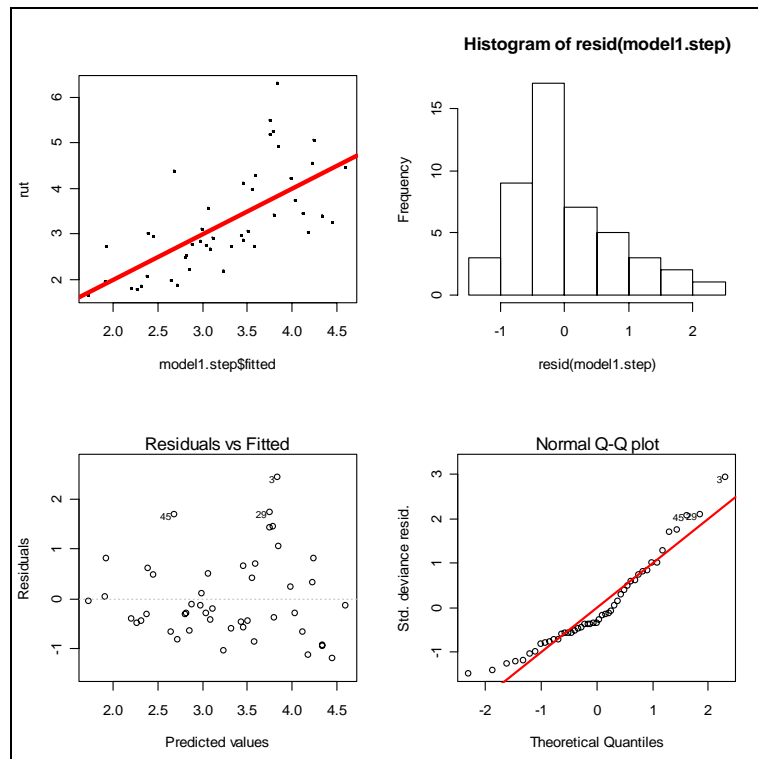 rut
6
5
4
3
2
2.0 2.5 3.0 3.5 4.0 4.5
model1.step$fitted
Histogram of resid(model1.step)
Frequency
15
10
5
0
-1 0 1 2
resid(model1.step)
Residuals vs Fitted
Residuals
2
1
0
-1
3
45
29
2.0 2.5 3.0 3.5 4.0 4.5
Predicted values
Normal Q-Q plot
Std. deviance resid.
3
2
1
0
-1
3
45
29
-2 -1 0 1 2
Theoretical Quantiles